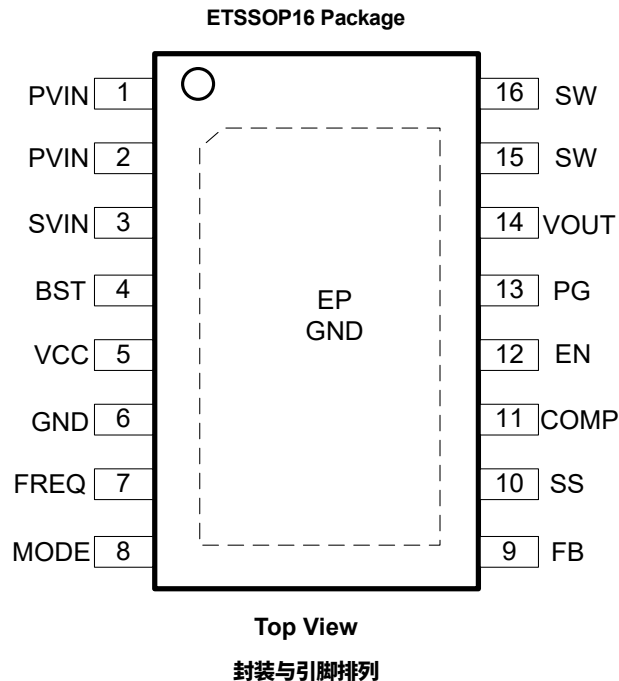 ETSSOP16 Package
PVIN 1 16 SW
PVIN 2 15 SW
SVIN 3 14 VOUT
BST 4 EP 13 PG
GND
VCC 5 12 EN
GND 6 11 COMP
FREQ 7 10 SS
MODE 8 9 FB
Top View
封装与引脚排列